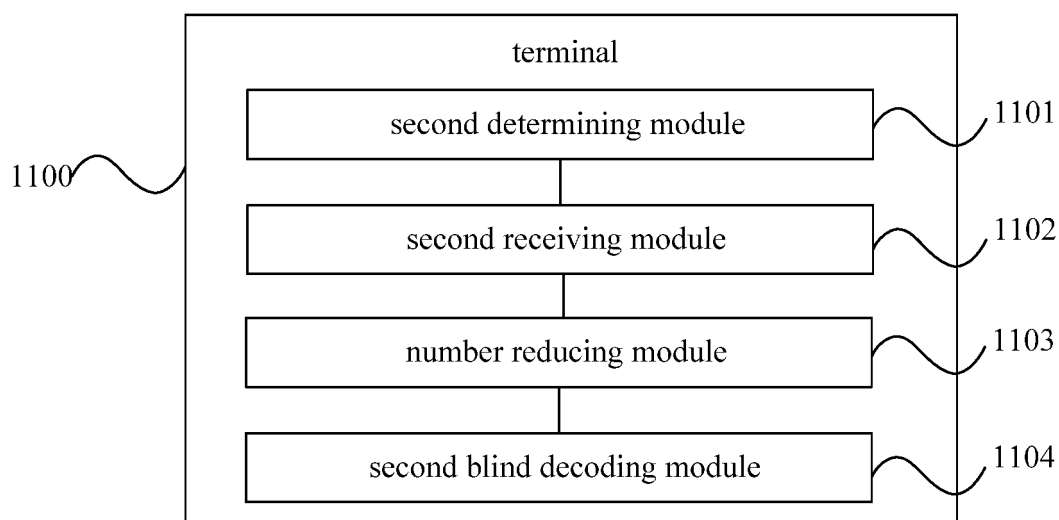 terminal
second determining module
1101
1100
second receiving module
1102
number reducing module
1103
second blind decoding module
1104